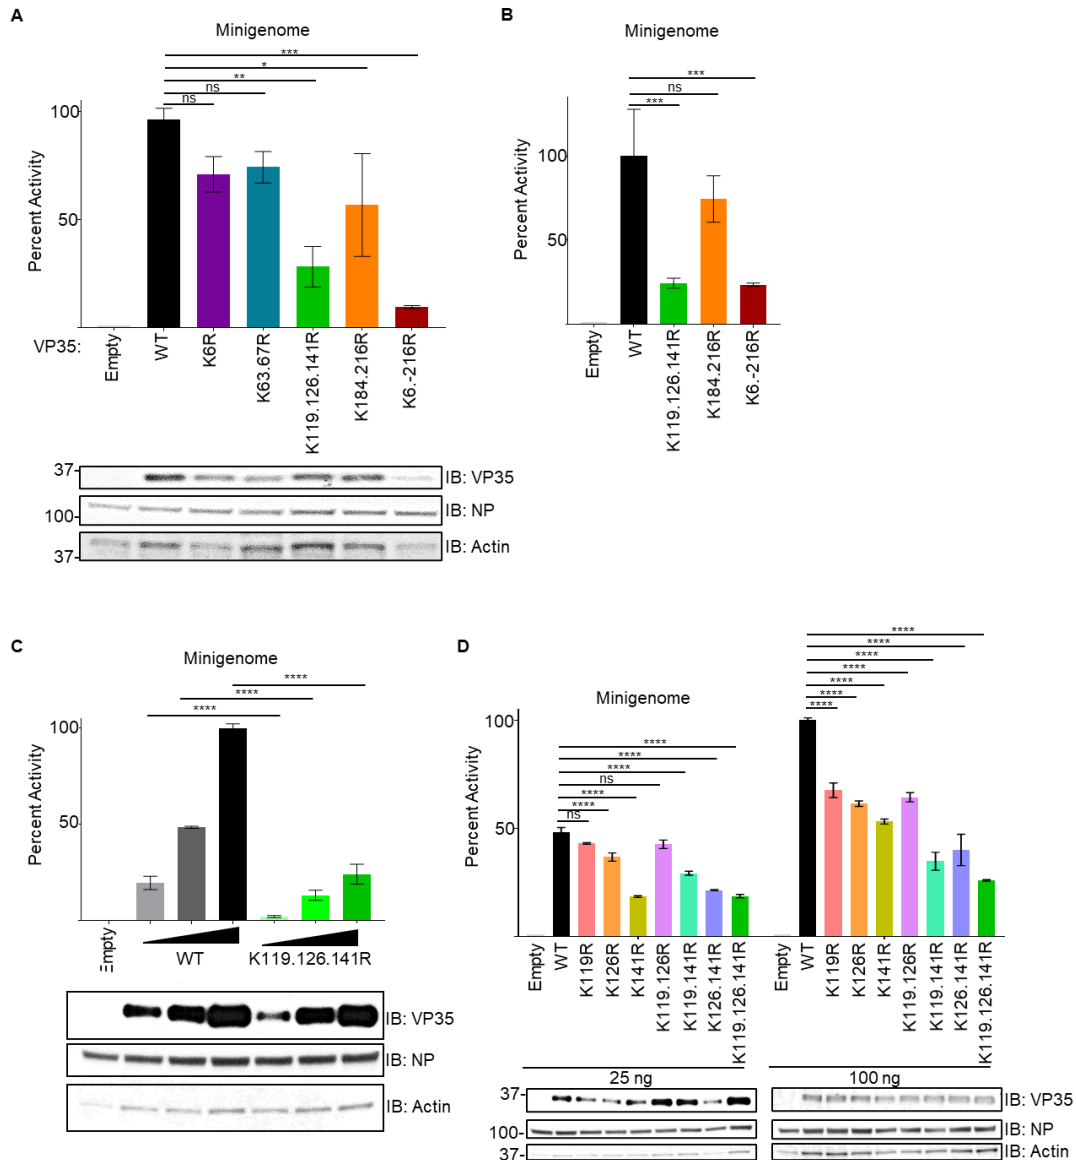 A
Minigenome
***
*
**
ns
ns
100
50
Percent Activity
VP35:
Empty
WT
K6R
K63.67R
K119.126.141R
K184.216R
K6.-216R
37
IB: VP35
100
IB: NP
37
IB: Actin
B
Minigenome
***
ns
***
100
50
Percent Activity
Empty
WT
K119.126.141R
K184.216R
K6.-216R
C
Minigenome
****
****
****
100
50
Percent Activity
Empty
WT
K119.126.141R
IB: VP35
IB: NP
IB: Actin
D
Minigenome
****
****
****
ns
****
****
ns
****
****
****
****
****
****
****
100
50
Percent Activity
Empty
WT
K119R
K126R
K141R
K119.126R
K119.141R
K126.141R
K119.126.141R
Empty
WT
K119R
K126R
K141R
K119.126R
K119.141R
K126.141R
K119.126.141R
25 ng
100 ng
37
IB: VP35
100
IB: NP
37
IB: Actin